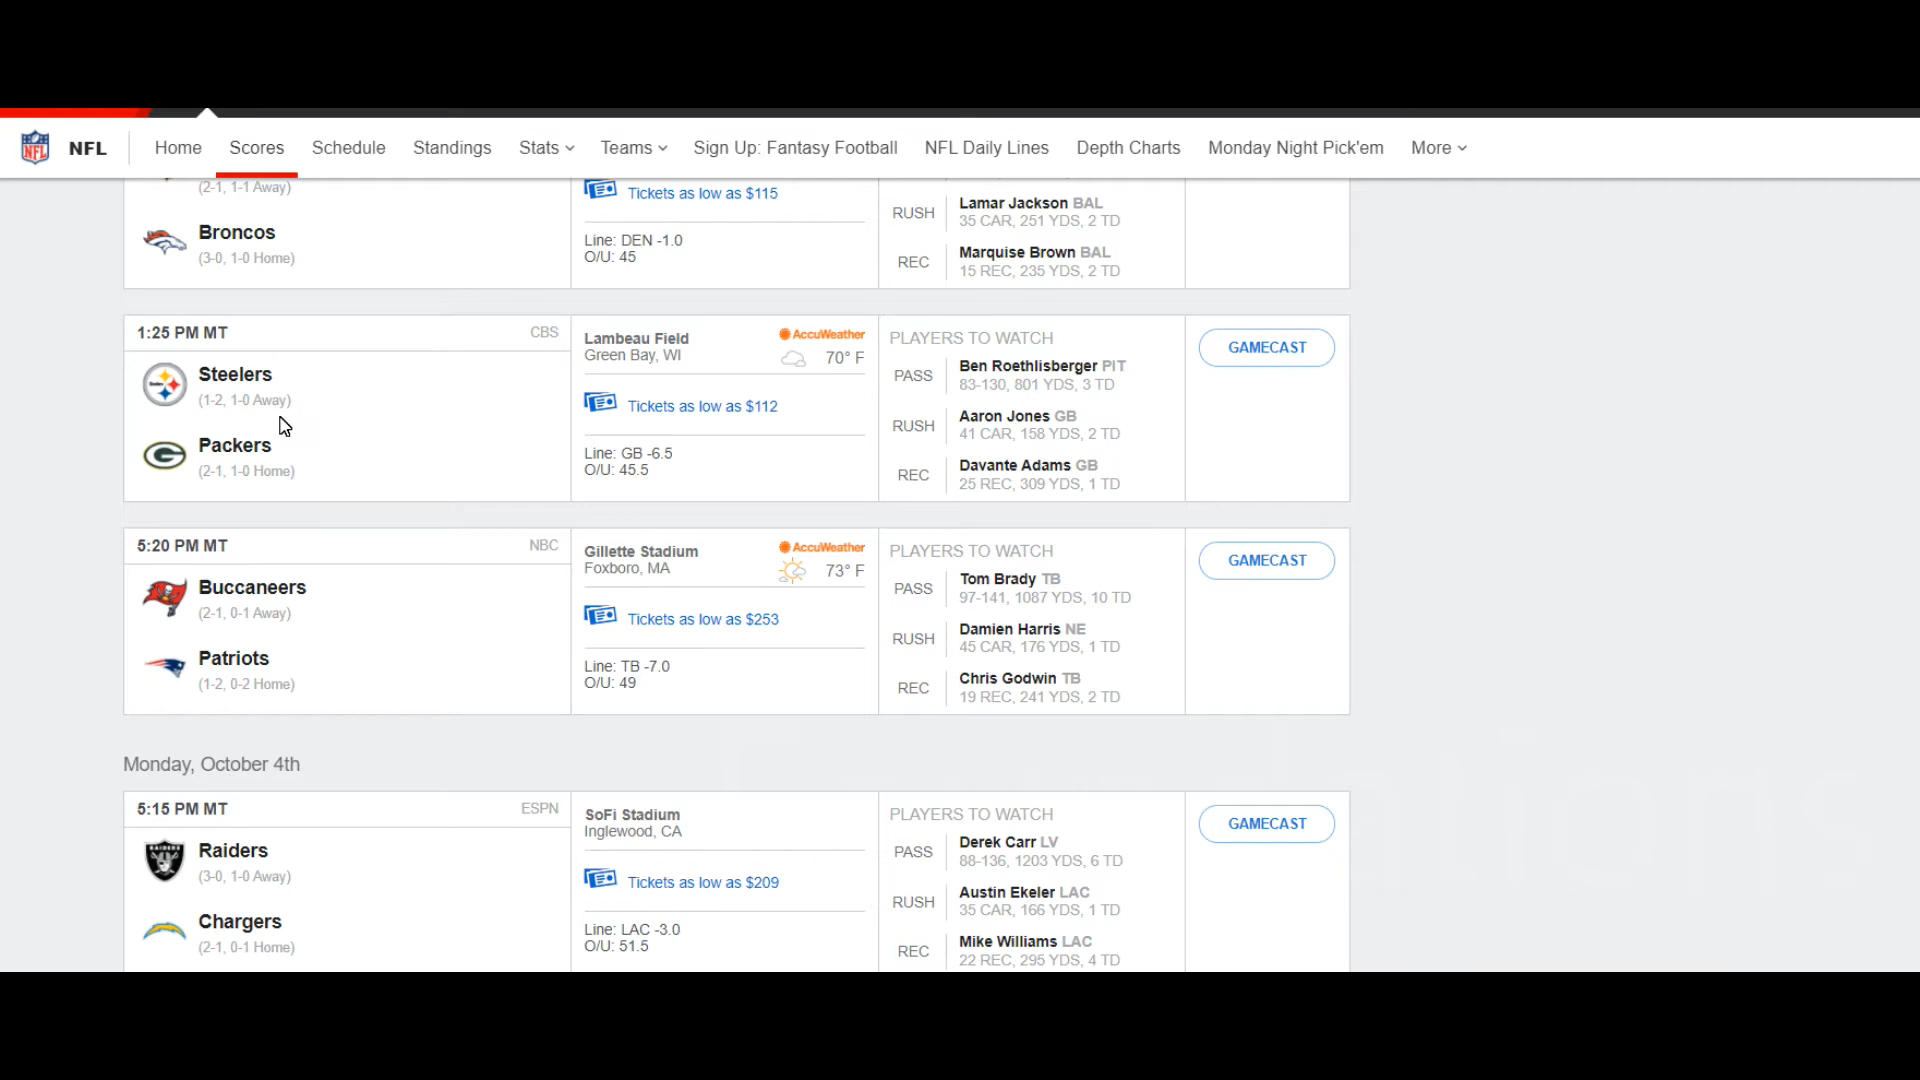 NFL
Home
Scores
Schedule
Standings
Stats
Teams
Sign Up: Fantasy Football
NFL Daily Lines
Depth Charts
Monday Night Pick'em
More
(2-1, 1-1 Away)
Broncos
(3-0, 1-0 Home)
Tickets as low as $115
Line: DEN -1.0
O/U: 45
RUSH
Lamar Jackson BAL
35 CAR, 251 YDS, 2 TD
REC
Marquise Brown BAL
15 REC, 235 YDS, 2 TD
1:25 PM MT
CBS
Steelers
(1-2, 1-0 Away)
Packers
(2-1, 1-0 Home)
Lambeau Field
Green Bay, WI
AccuWeather
70° F
Tickets as low as $112
Line: GB -6.5
O/U: 45.5
PLAYERS TO WATCH
PASS
Ben Roethlisberger PIT
83-130, 801 YDS, 3 TD
RUSH
Aaron Jones GB
41 CAR, 158 YDS, 2 TD
REC
Davante Adams GB
25 REC, 309 YDS, 1 TD
GAMECAST
5:20 PM MT
NBC
Buccaneers
(2-1, 0-1 Away)
Patriots
(1-2, 0-2 Home)
Gillette Stadium
Foxboro, MA
AccuWeather
73° F
Tickets as low as $253
Line: TB -7.0
O/U: 49
PLAYERS TO WATCH
PASS
Tom Brady TB
97-141, 1087 YDS, 10 TD
RUSH
Damien Harris NE
45 CAR, 176 YDS, 1 TD
REC
Chris Godwin TB
19 REC, 241 YDS, 2 TD
GAMECAST
Monday, October 4th
5:15 PM MT
ESPN
Raiders
(3-0, 1-0 Away)
Chargers
(2-1, 0-1 Home)
SoFi Stadium
Inglewood, CA
Tickets as low as $209
Line: LAC -3.0
O/U: 51.5
PLAYERS TO WATCH
PASS
Derek Carr LV
88-136, 1203 YDS, 6 TD
RUSH
Austin Ekeler LAC
35 CAR, 166 YDS, 1 TD
REC
Mike Williams LAC
22 REC, 295 YDS, 4 TD
GAMECAST